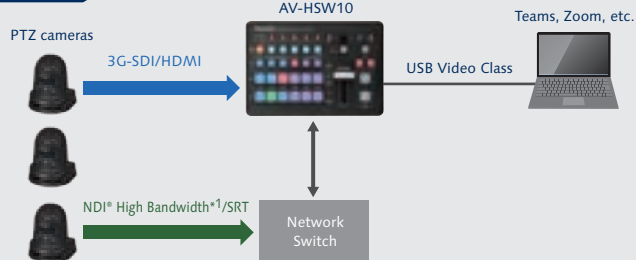 AV-HSW10
Teams, Zoom, etc.
PTZ cameras
3G-SDI/HDMI
USB Video Class
NDI® High Bandwidth*1/SRT
Network
Switch